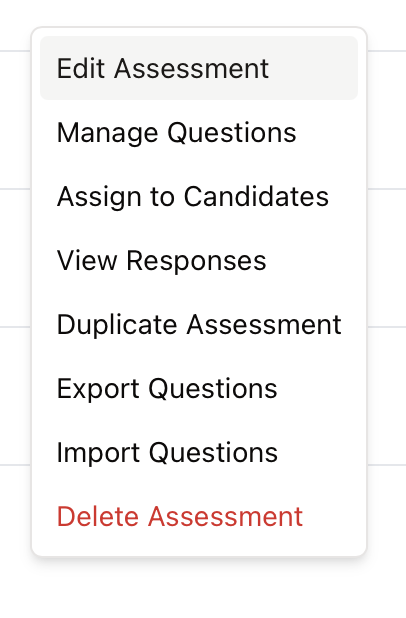 Edit Assessment
Manage Questions
Assign to Candidates
View Responses
Duplicate Assessment
Export Questions
Import Questions
Delete Assessment